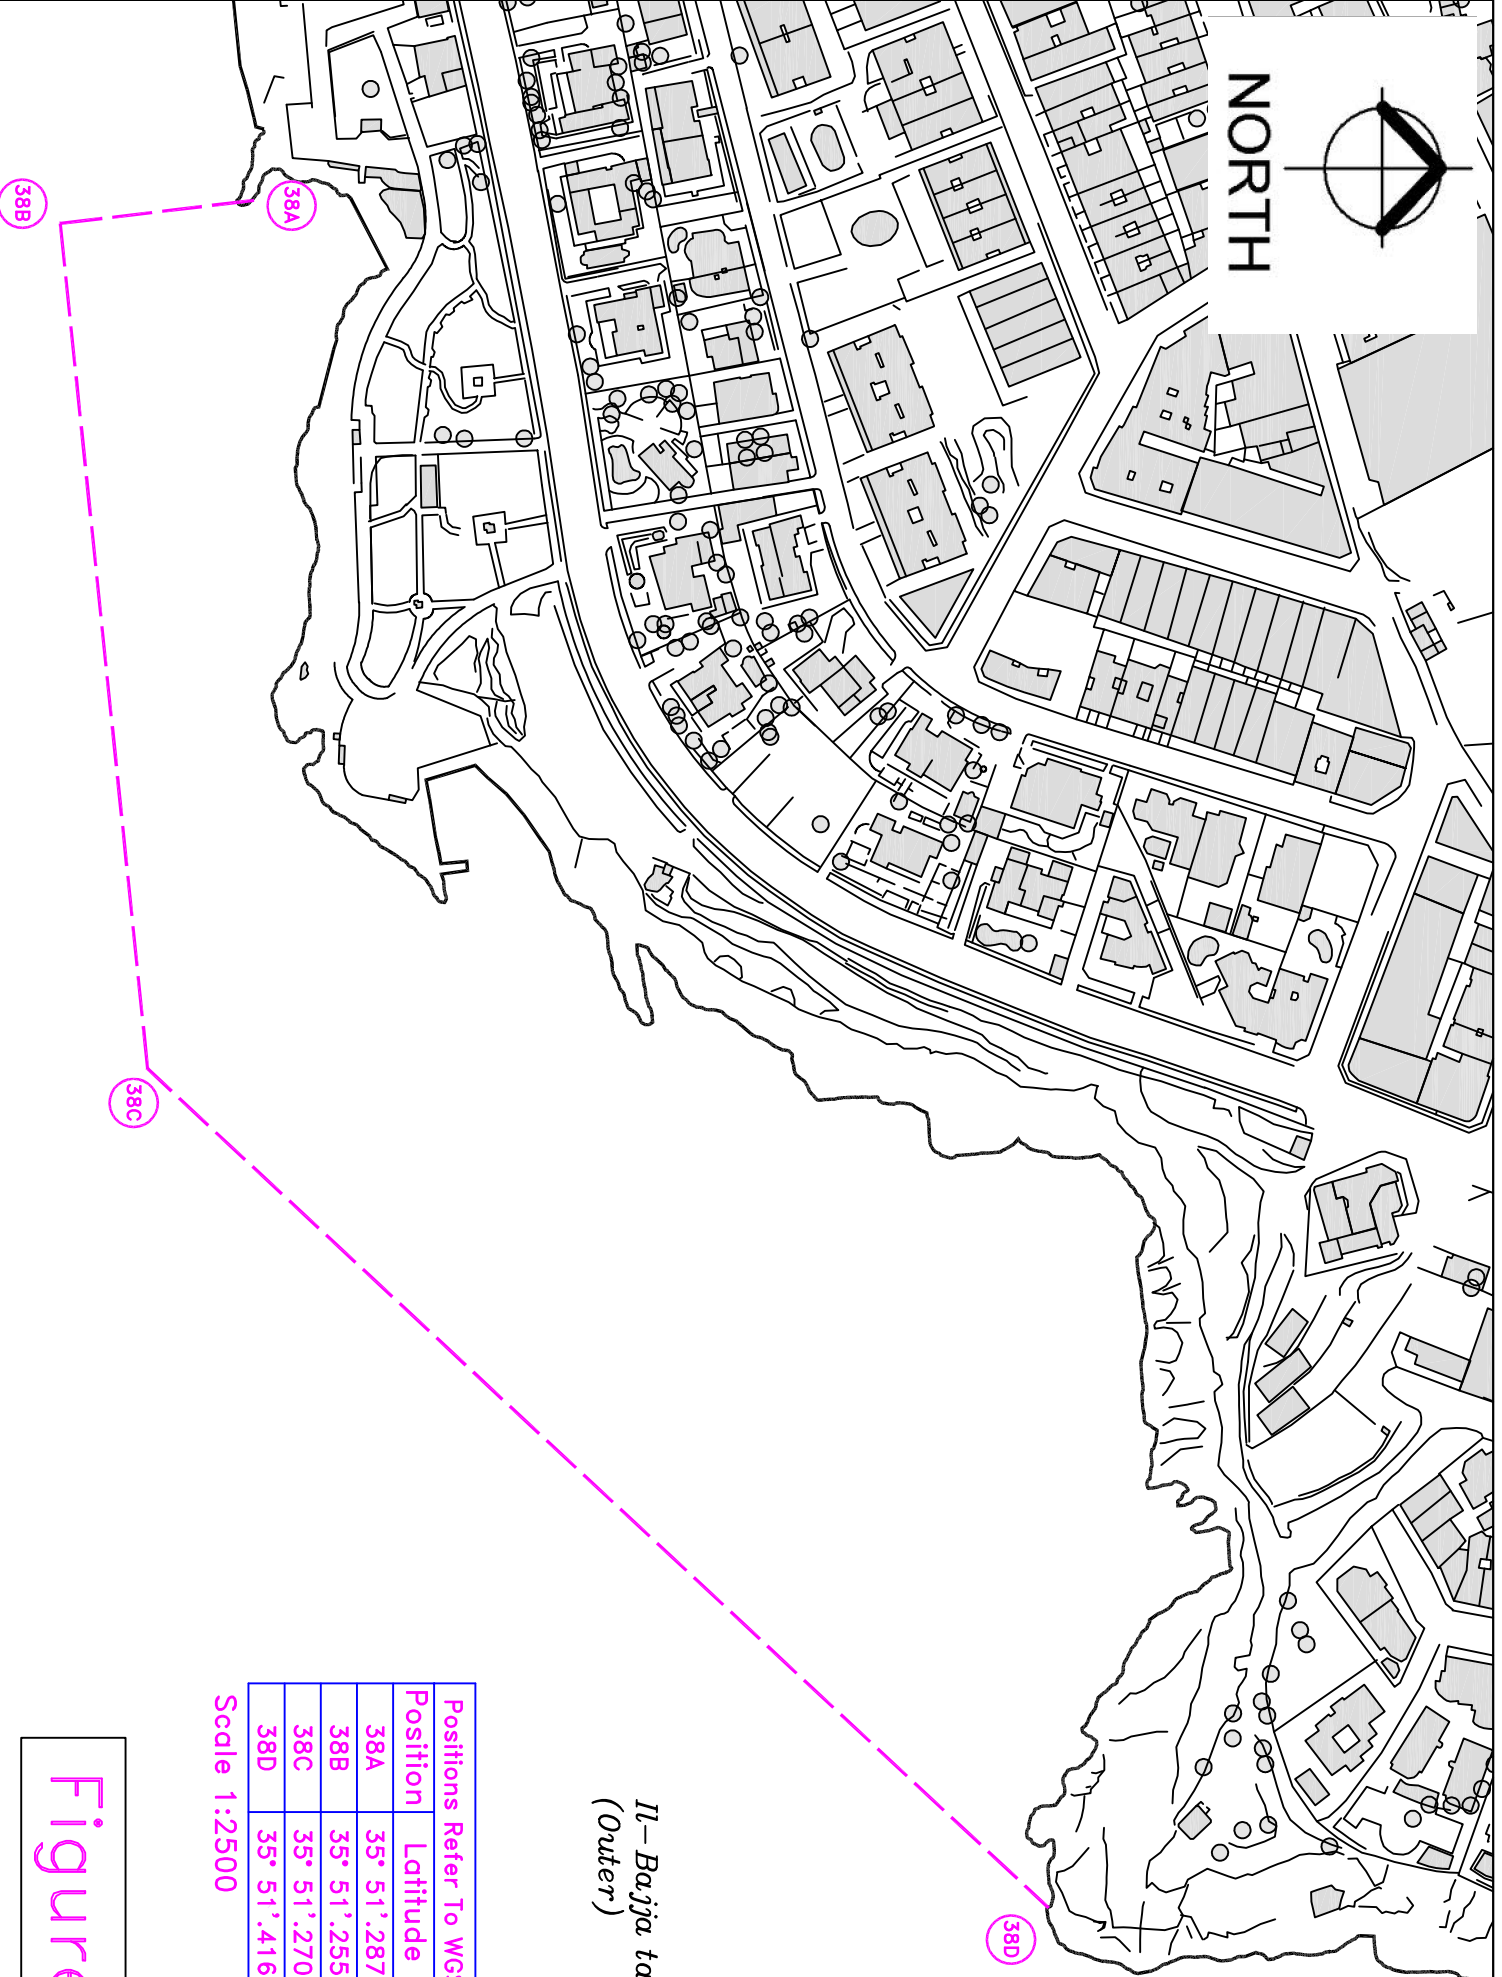 NORTH
38A
38B
38C
38D
Il-Bajja ta
(Outer)
Positions Refer To WGS
Position Latitude
38A 35° 51'.287
38B 35° 51'.255
38C 35° 51'.270
38D 35° 51'.416
Scale 1:2500
Figure